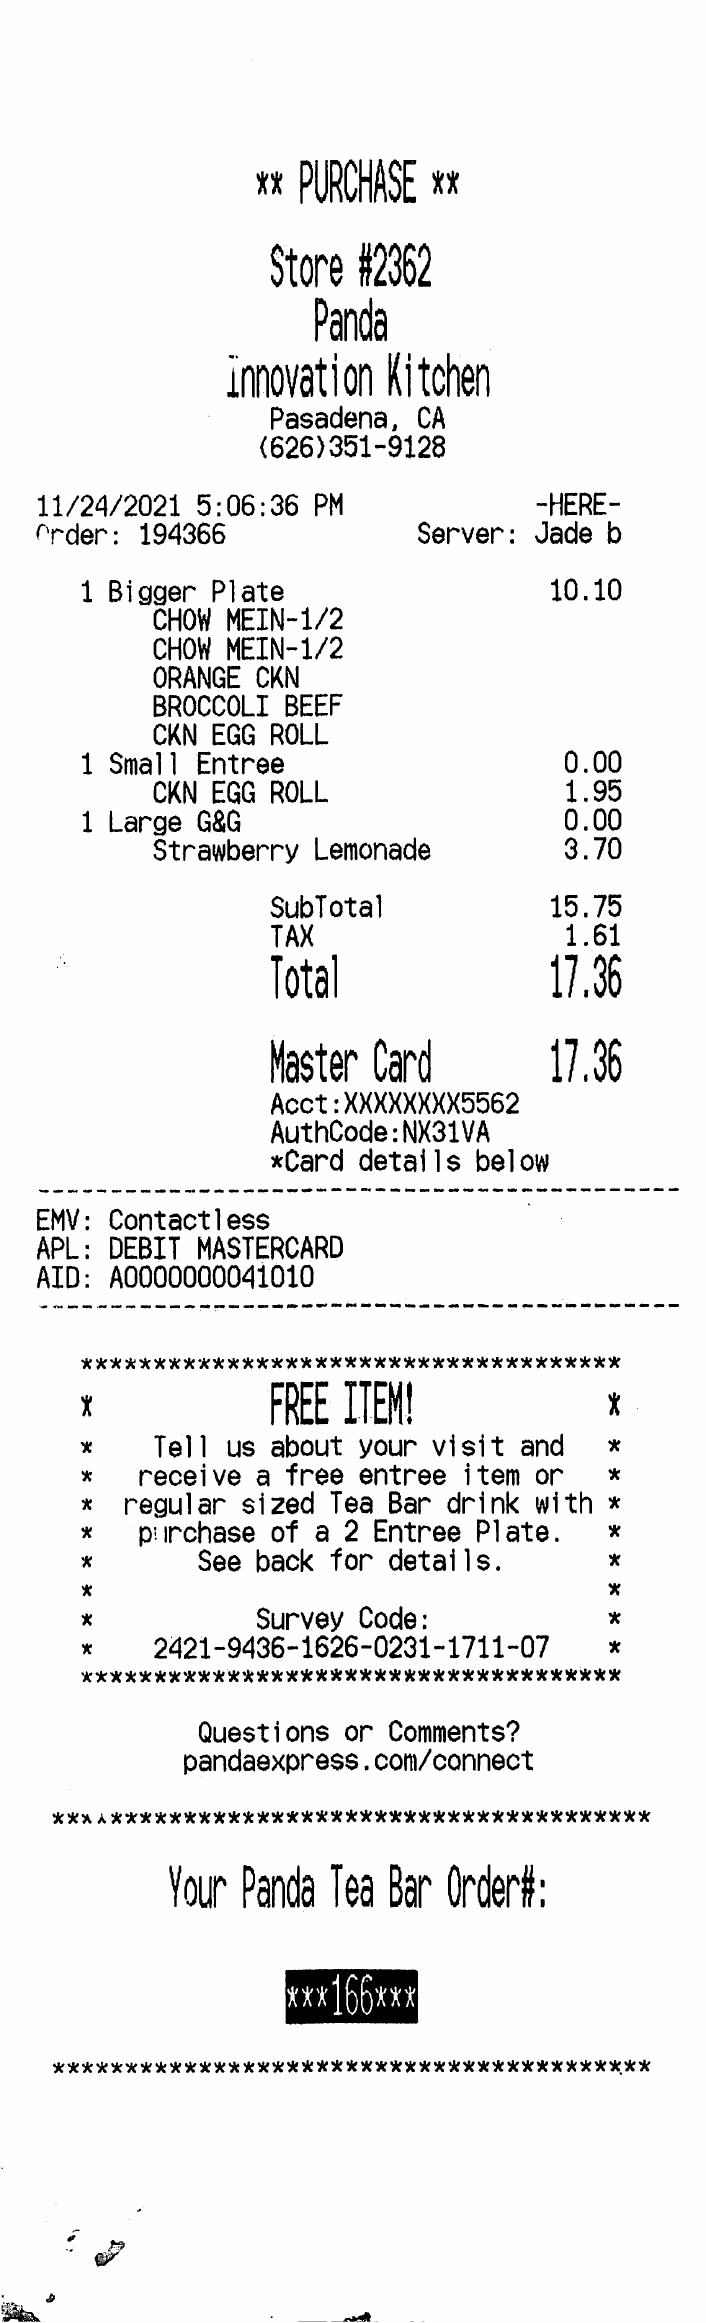 ** PURCHASE **
Store #2362
Panda
Innovation Kitchen
Pasadena, CA
(626)351-9128
11/24/2021 5:06:36 PM -HERE-
Order: 194366 Server: Jade b
1 Bigger Plate 10.10
CHOW MEIN-1/2
CHOW MEIN-1/2
ORANGE CKN
BROCCOLI BEEF
CKN EGG ROLL
1 Small Entree 0.00
CKN EGG ROLL 1.95
1 Large G&G 0.00
Strawberry Lemonade 3.70
SubTotal 15.75
TAX 1.61
Total 17.36
Master Card 17.36
Acct:XXXXXXXX5562
AuthCode:NX31VA
*Card details below
--------------------------------------------
EMV: Contactless
APL: DEBIT MASTERCARD
AID: A0000000041010
--------------------------------------------
*************************************
* FREE ITEM! *
* Tell us about your visit and *
* receive a free entree item or *
* regular sized Tea Bar drink with *
* purchase of a 2 Entree Plate. *
* See back for details. *
* *
* Survey Code: *
* 2421-9436-1626-0231-1711-07 *
*************************************
Questions or Comments?
pandaexpress.com/connect
*****************************************
Your Panda Tea Bar Order#:
***166***
*****************************************